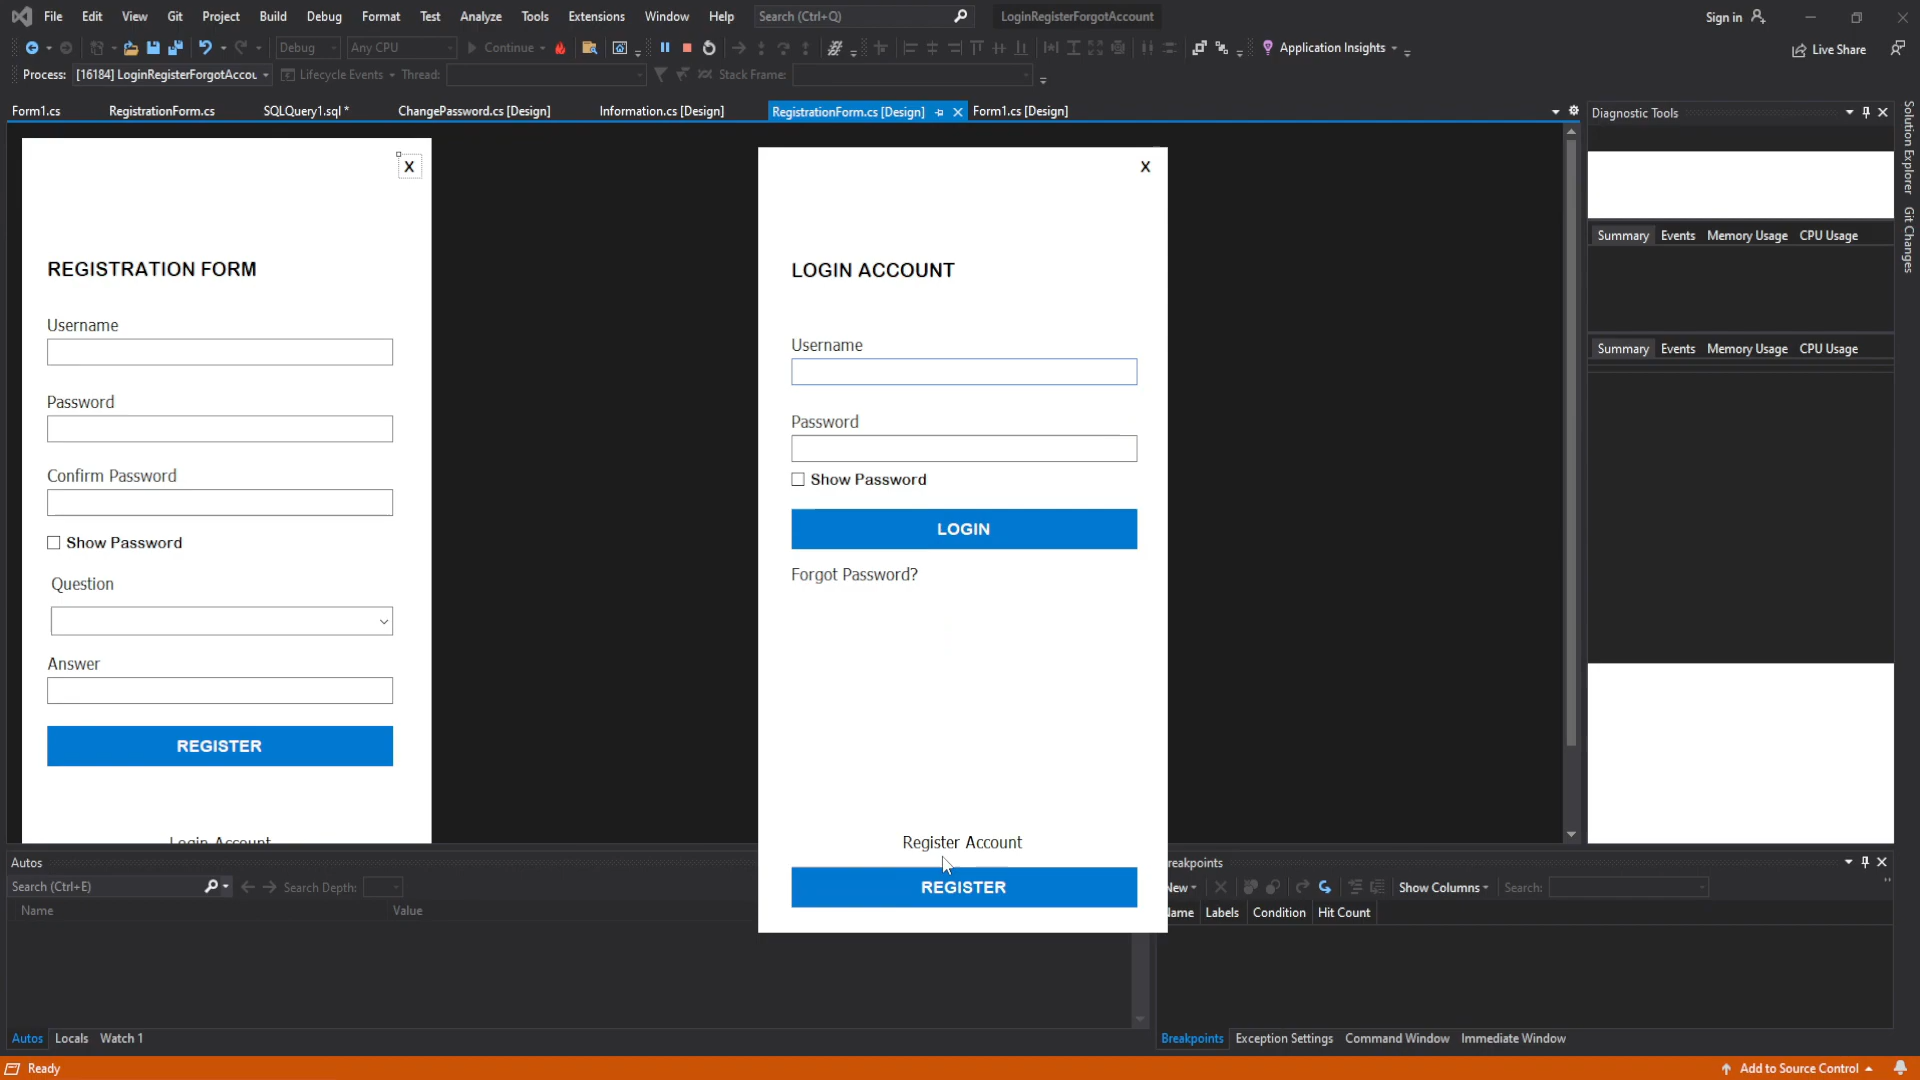 File Edit View Git Project Build Debug Format Test Analyze Tools Extensions Window Help Search (Ctrl+Q) LoginRegisterForgotAccount Sign in
Debug Any CPU Continue Application Insights Live Share
Process: [16184] LoginRegisterForgotAccou Lifecycle Events Thread: Stack Frame:
Form1.cs RegistrationForm.cs SQLQuery1.sql* ChangePassword.cs [Design] Information.cs [Design] RegistrationForm.cs [Design] Form1.cs [Design]
X
REGISTRATION FORM
Username
Password
Confirm Password
Show Password
Question
Answer
REGISTER
Login Account
X
LOGIN ACCOUNT
Username
Password
Show Password
LOGIN
Forgot Password?
Register Account
REGISTER
Diagnostic Tools
Summary Events Memory Usage CPU Usage
Summary Events Memory Usage CPU Usage
Solution Explorer
Git Changes
Autos
Search (Ctrl+E) Search Depth:
Name Value
Autos Locals Watch 1
reakpoints
New Show Columns Search:
Name Labels Condition Hit Count
Breakpoints Exception Settings Command Window Immediate Window
Ready Add to Source Control